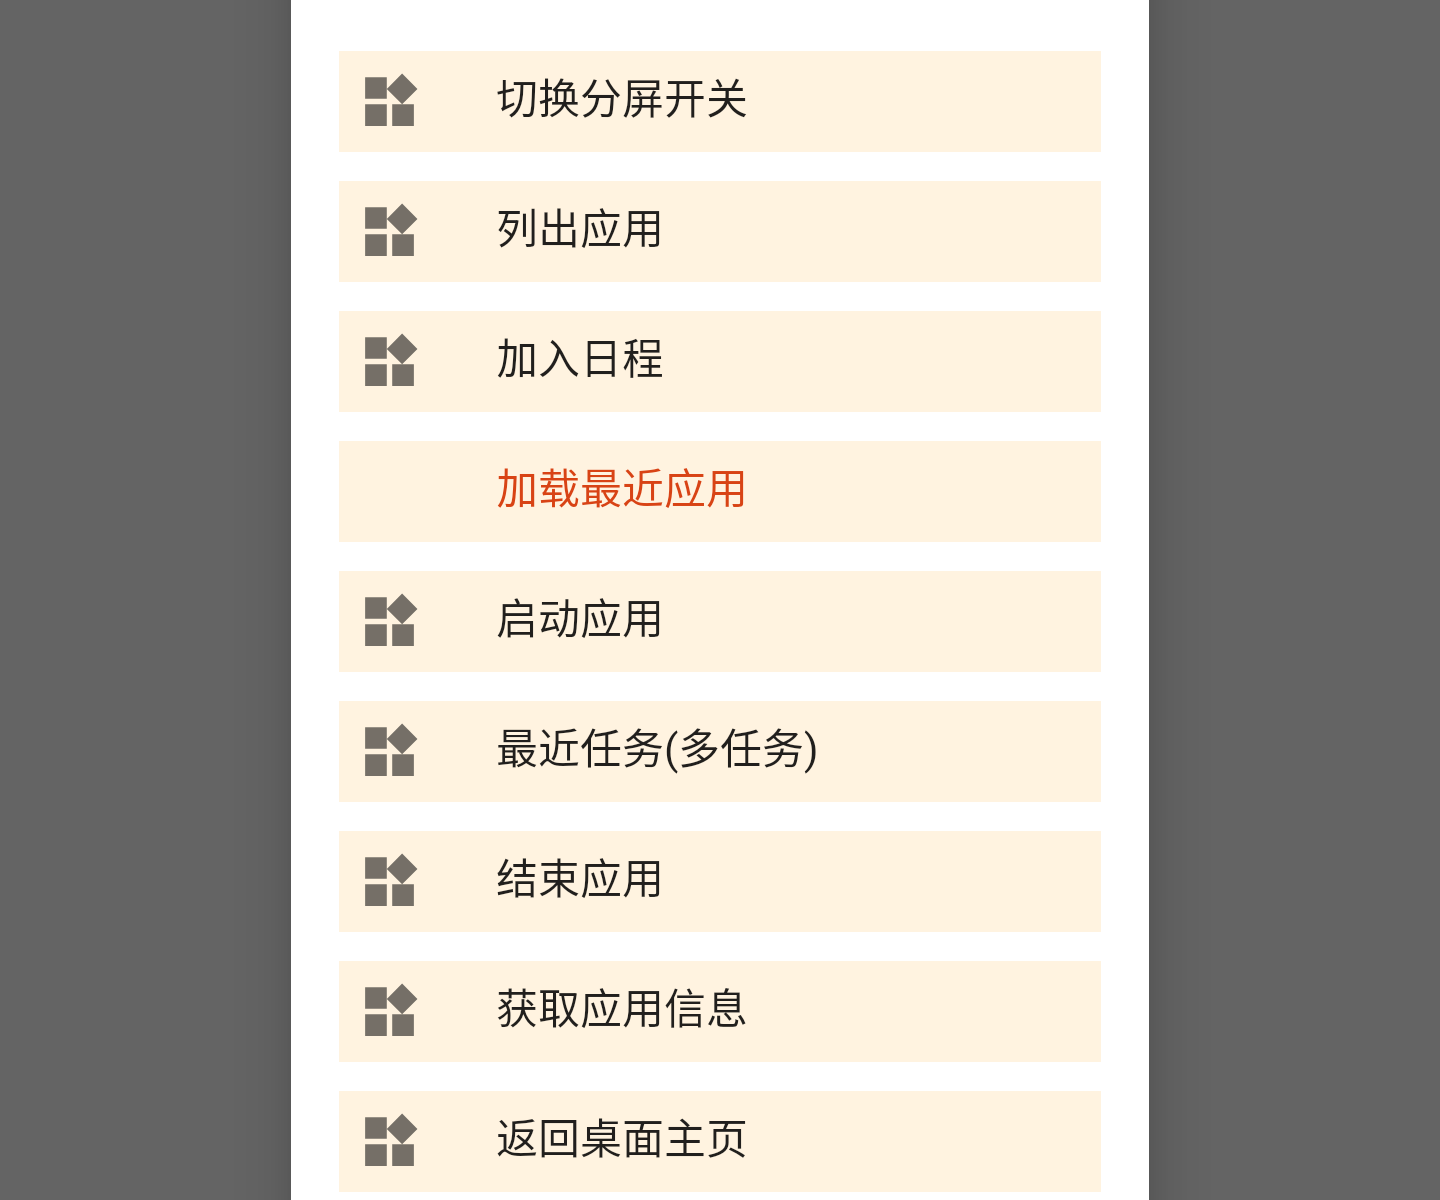 切换分屏开关
列出应用
加入日程
加载最近应用
启动应用
最近任务(多任务)
结束应用
获取应用信息
返回桌面主页